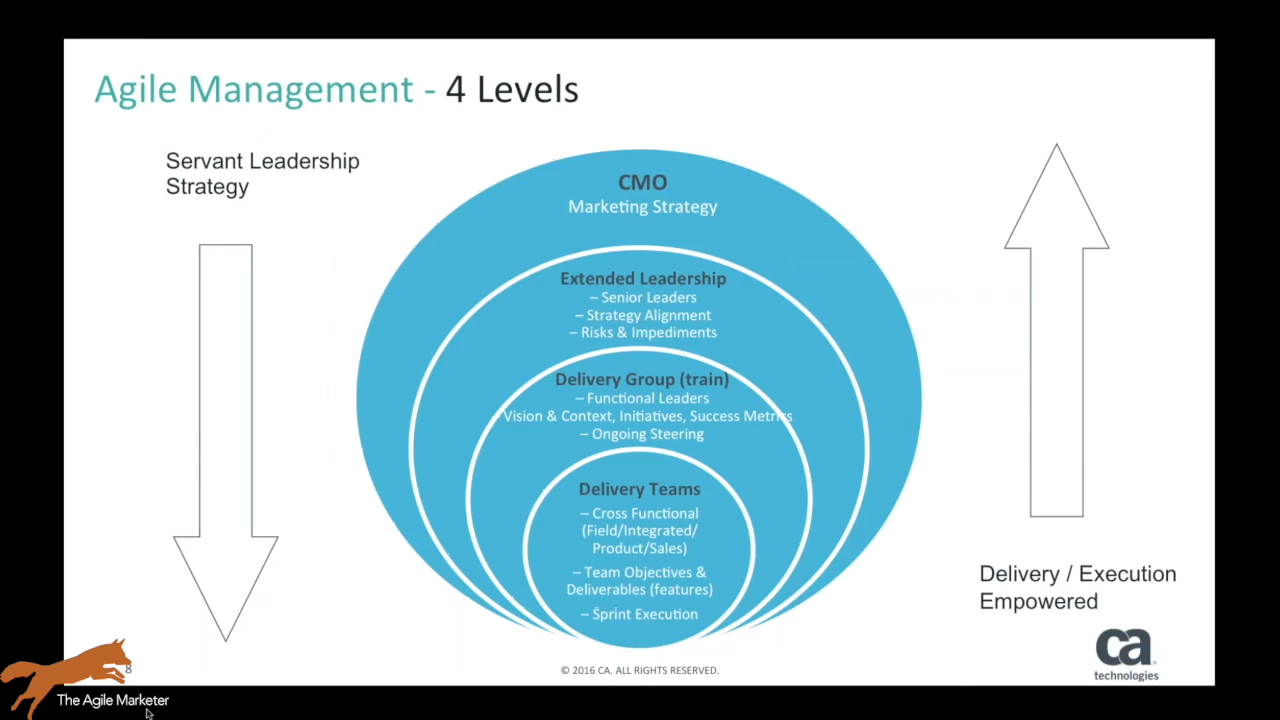 Agile Management - 4 Levels
Servant Leadership
Strategy
CMO
Marketing Strategy
Extended Leadership
– Senior Leaders
– Strategy Alignment
– Risks & Impediments
Delivery Group (train)
– Functional Leaders
– Vision & Context, Initiatives, Success Metrics
– Ongoing Steering
Delivery Teams
– Cross Functional
(Field/Integrated/
Product/Sales)
– Team Objectives &
Deliverables (features)
– Sprint Execution
Delivery / Execution
Empowered
ca
technologies
8
© 2016 CA. ALL RIGHTS RESERVED.
The Agile Marketer